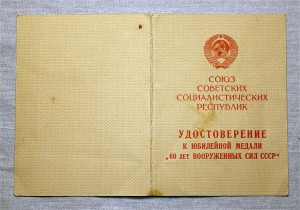 СОЮЗ
СОВЕТСКИХ
СОЦИАЛИСТИЧЕСКИХ
РЕСПУБЛИК
УДОСТОВЕРЕНИЕ
К ЮБИЛЕЙНОЙ МЕДАЛИ
„60 ЛЕТ ВООРУЖЕННЫХ СИЛ СССР“